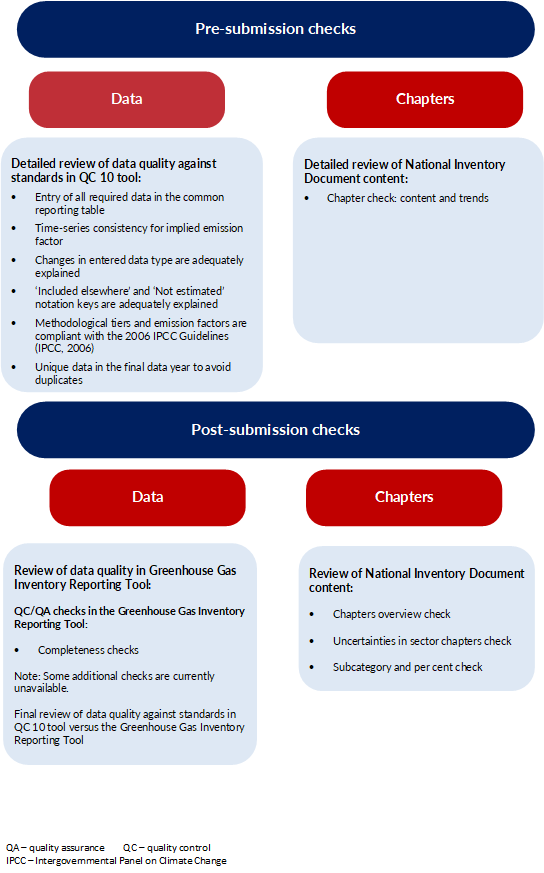 Pre-submission checks
Data
Detailed review of data quality against
standards in QC 10 tool:
• Entry of all required data in the common
reporting table
• Time-series consistency for implied emission
factor
• Changes in entered data type are adequately
explained
• ‘Included elsewhere’ and ‘Not estimated’
notation keys are adequately explained
• Methodological tiers and emission factors are
compliant with the 2006 IPCC Guidelines
(IPCC, 2006)
• Unique data in the final data year to avoid
duplicates
Chapters
Detailed review of National Inventory
Document content:
• Chapter check: content and trends
Post-submission checks
Data
Review of data quality in Greenhouse Gas
Inventory Reporting Tool:
QC/QA checks in the Greenhouse Gas Inventory
Reporting Tool:
• Completeness checks
Note: Some additional checks are currently
unavailable.
Final review of data quality against standards in
QC 10 tool versus the Greenhouse Gas Inventory
Reporting Tool
Chapters
Review of National Inventory Document
content:
• Chapters overview check
• Uncertainties in sector chapters check
• Subcategory and per cent check
QA – quality assurance QC – quality control
IPCC – Intergovernmental Panel on Climate Change